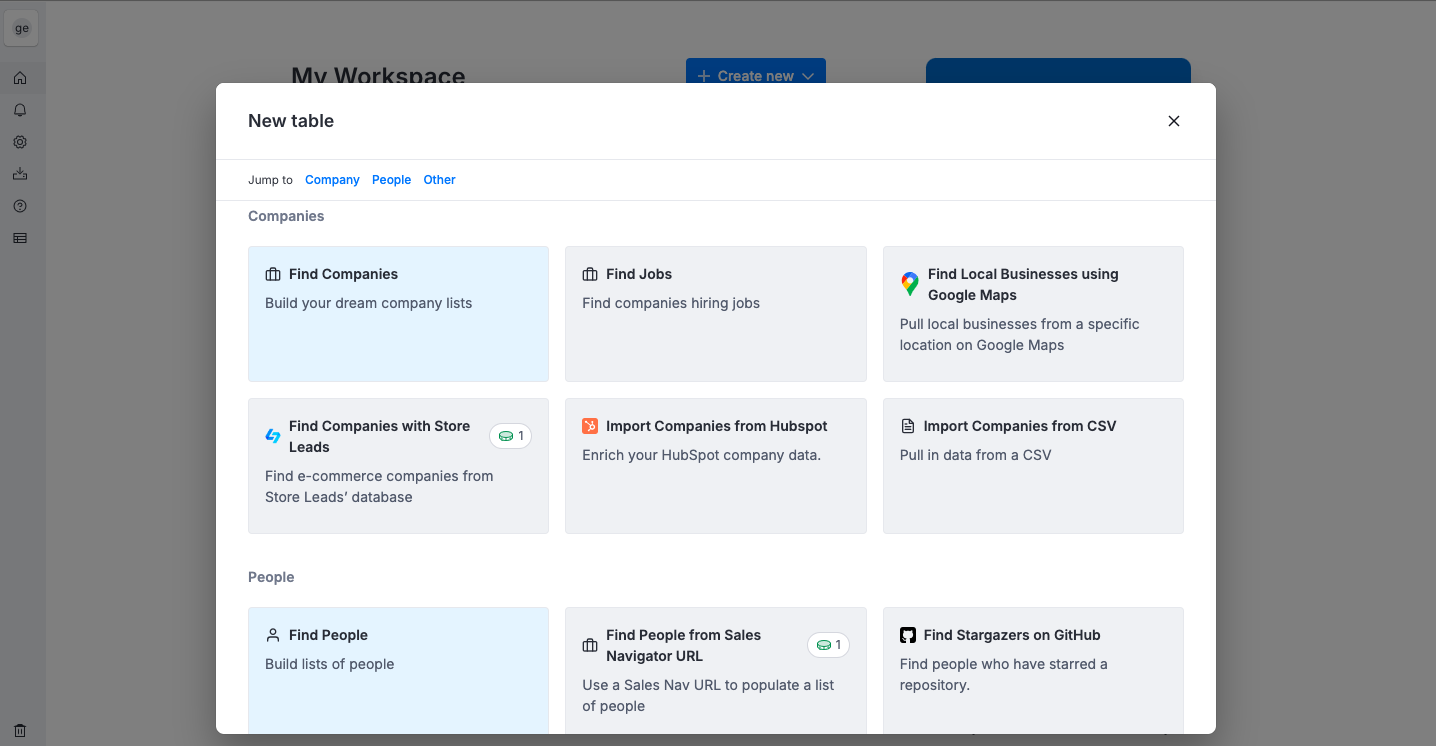 ge
My Workspace
Create new
New table
Jump to Company People Other
Companies
Find Companies
Build your dream company lists
Find Jobs
Find companies hiring jobs
Find Local Businesses using
Google Maps
Pull local businesses from a specific
location on Google Maps
Find Companies with Store
Leads
1
Find e-commerce companies from
Store Leads’ database
Import Companies from Hubspot
Enrich your HubSpot company data.
Import Companies from CSV
Pull in data from a CSV
People
Find People
Build lists of people
Find People from Sales
Navigator URL
1
Use a Sales Nav URL to populate a list
of people
Find Stargazers on GitHub
Find people who have starred a
repository.